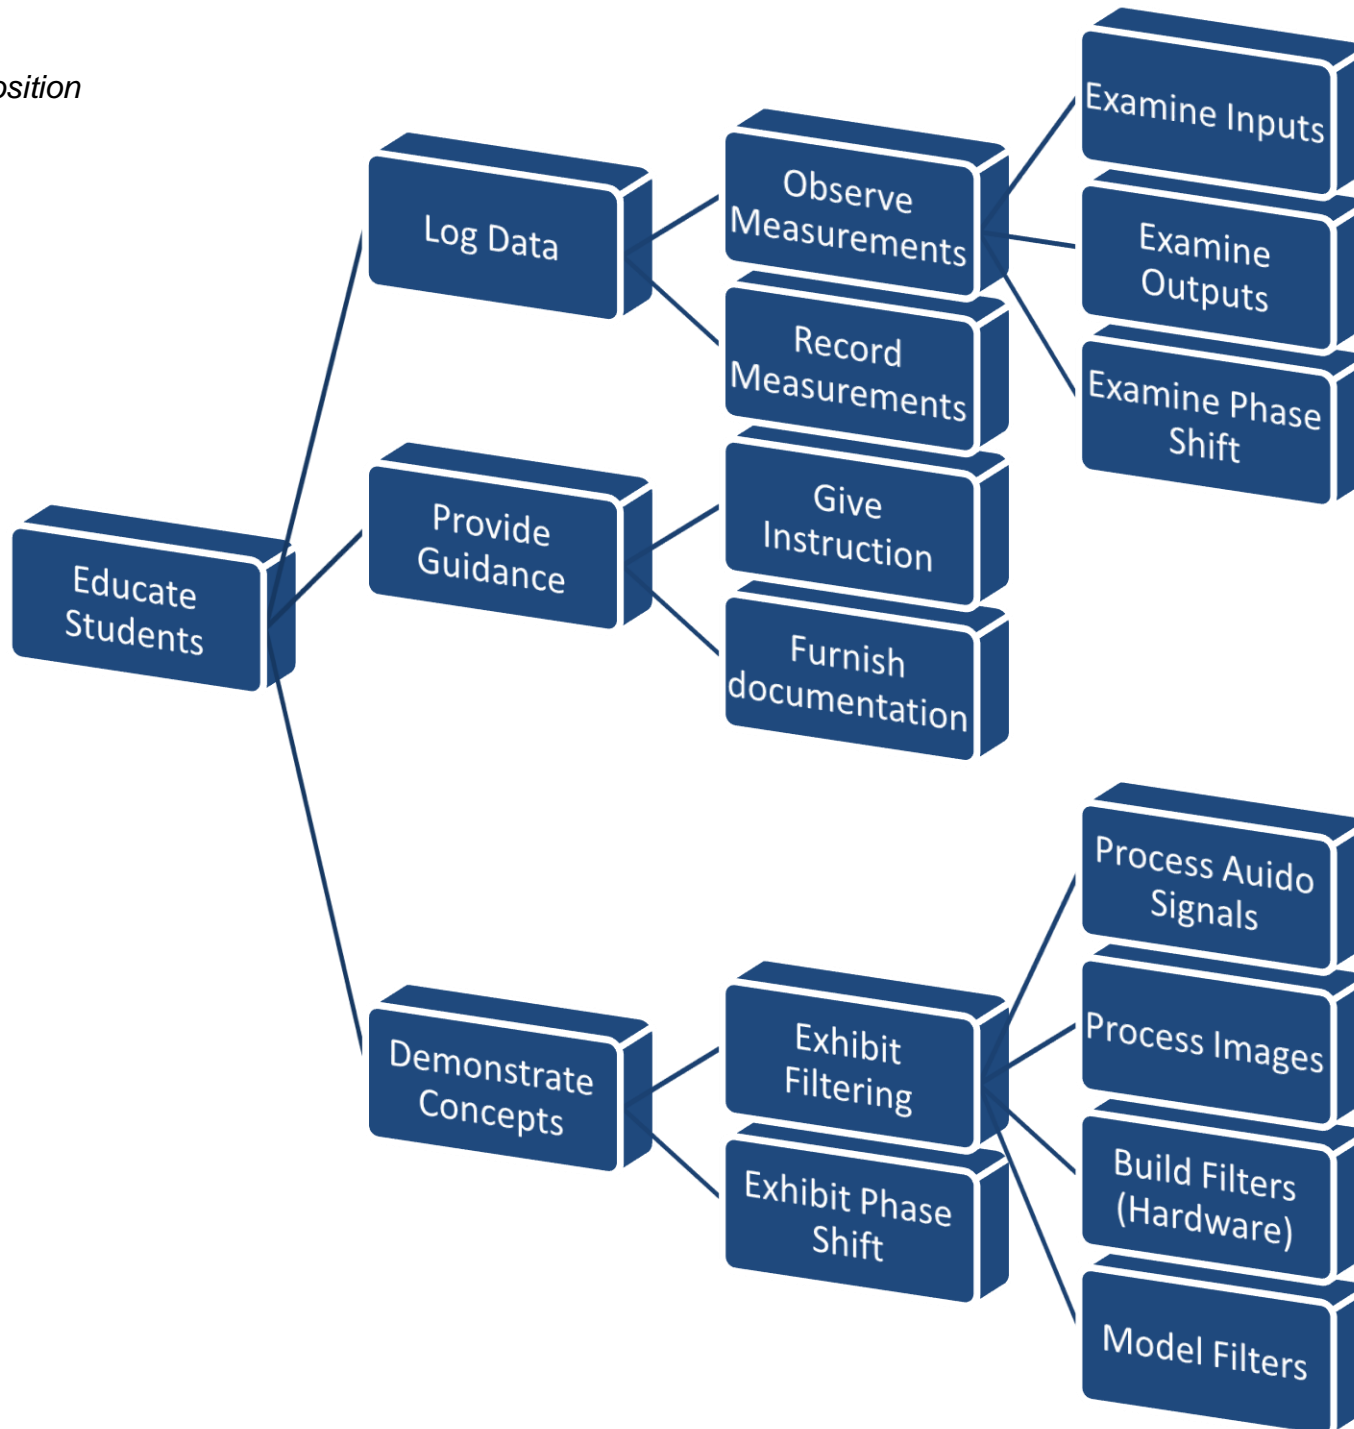 osition
Examine Inputs
Observe
Measurements
Log Data
Examine
Outputs
Record
Measurements
Examine Phase
Shift
Give
Instruction
Provide
Guidance
Educate
Students
Furnish
documentation
Process Auido
Signals
Exhibit
Filtering
Process Images
Demonstrate
Concepts
Build Filters
(Hardware)
Exhibit Phase
Shift
Model Filters